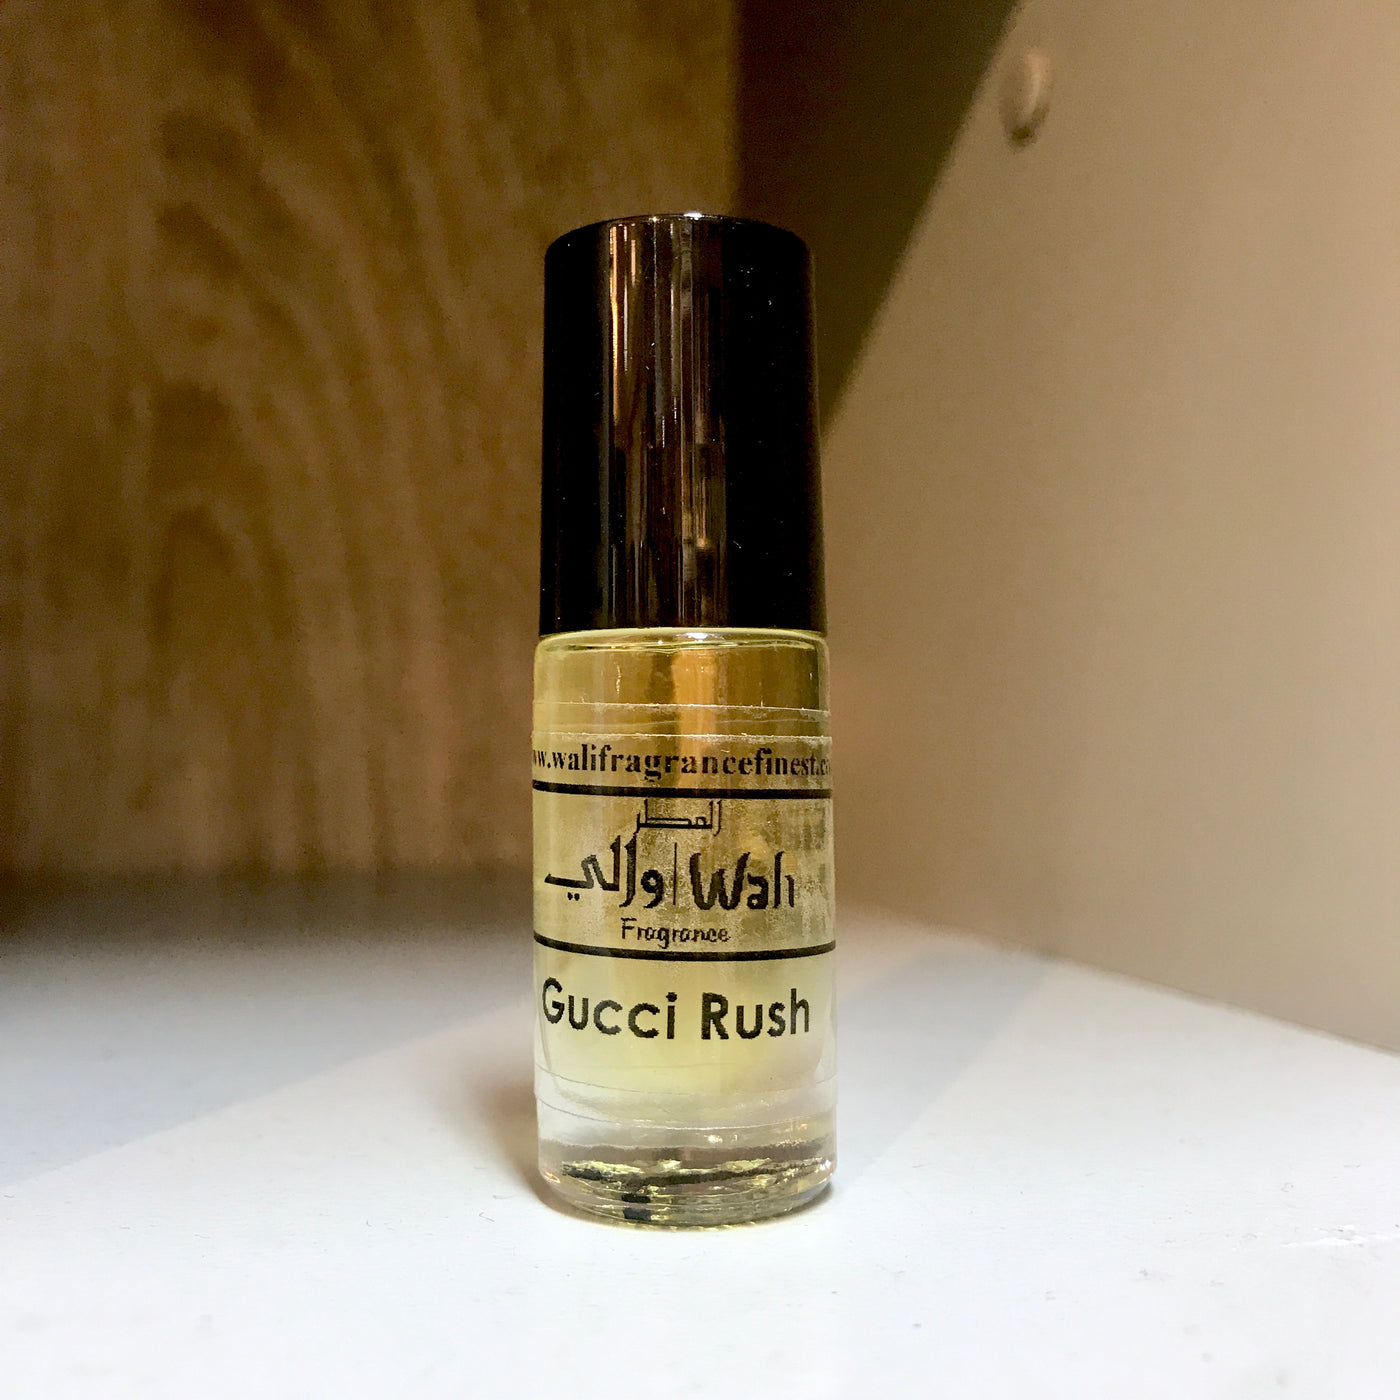 www.walifragrancefinest.c
العطر
والي | Wali
Fragrance
Gucci Rush